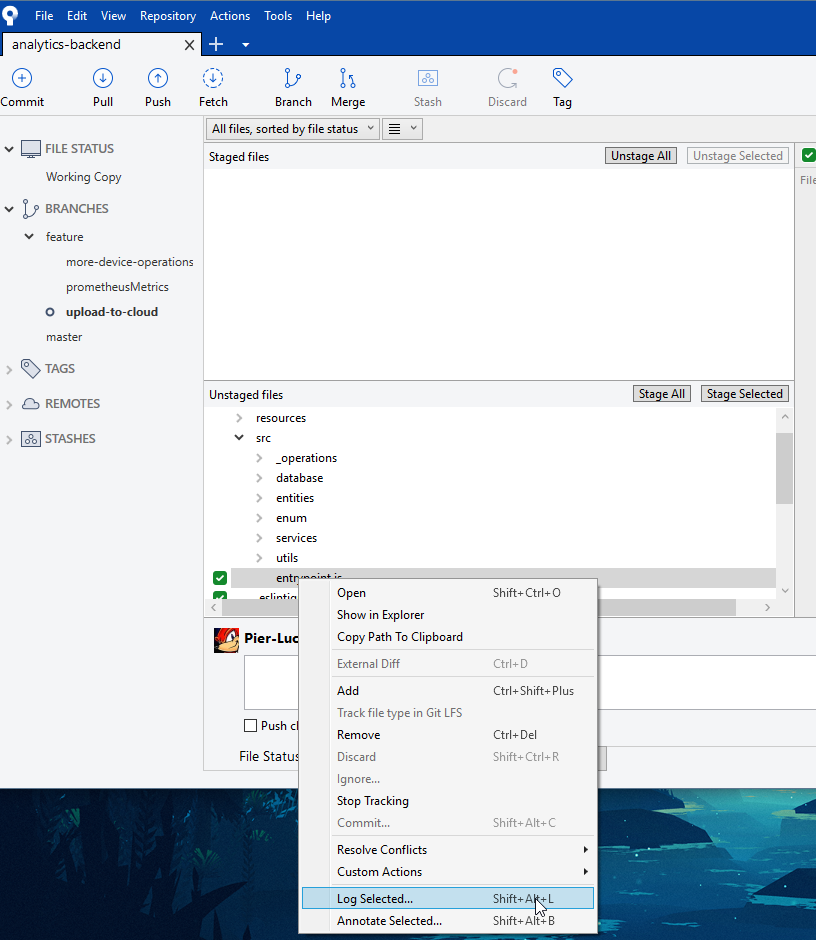 File Edit View Repository Actions Tools Help
analytics-backend
Commit Pull Push Fetch Branch Merge Stash Discard Tag
All files, sorted by file status
FILE STATUS
Working Copy
BRANCHES
feature
more-device-operations
prometheusMetrics
upload-to-cloud
master
TAGS
REMOTES
STASHES
Staged files Unstage All Unstage Selected
File
Unstaged files Stage All Stage Selected
resources
src
_operations
database
entities
enum
services
utils
entrypoint.js
Pier-Luc
Push
File Status
Open Shift+Ctrl+O
Show in Explorer
Copy Path To Clipboard
External Diff Ctrl+D
Add Ctrl+Shift+Plus
Track file type in Git LFS
Remove Ctrl+Del
Discard Shift+Ctrl+R
Ignore...
Stop Tracking
Commit... Shift+Alt+C
Resolve Conflicts
Custom Actions
Log Selected... Shift+Alt+L
Annotate Selected... Shift+Alt+B